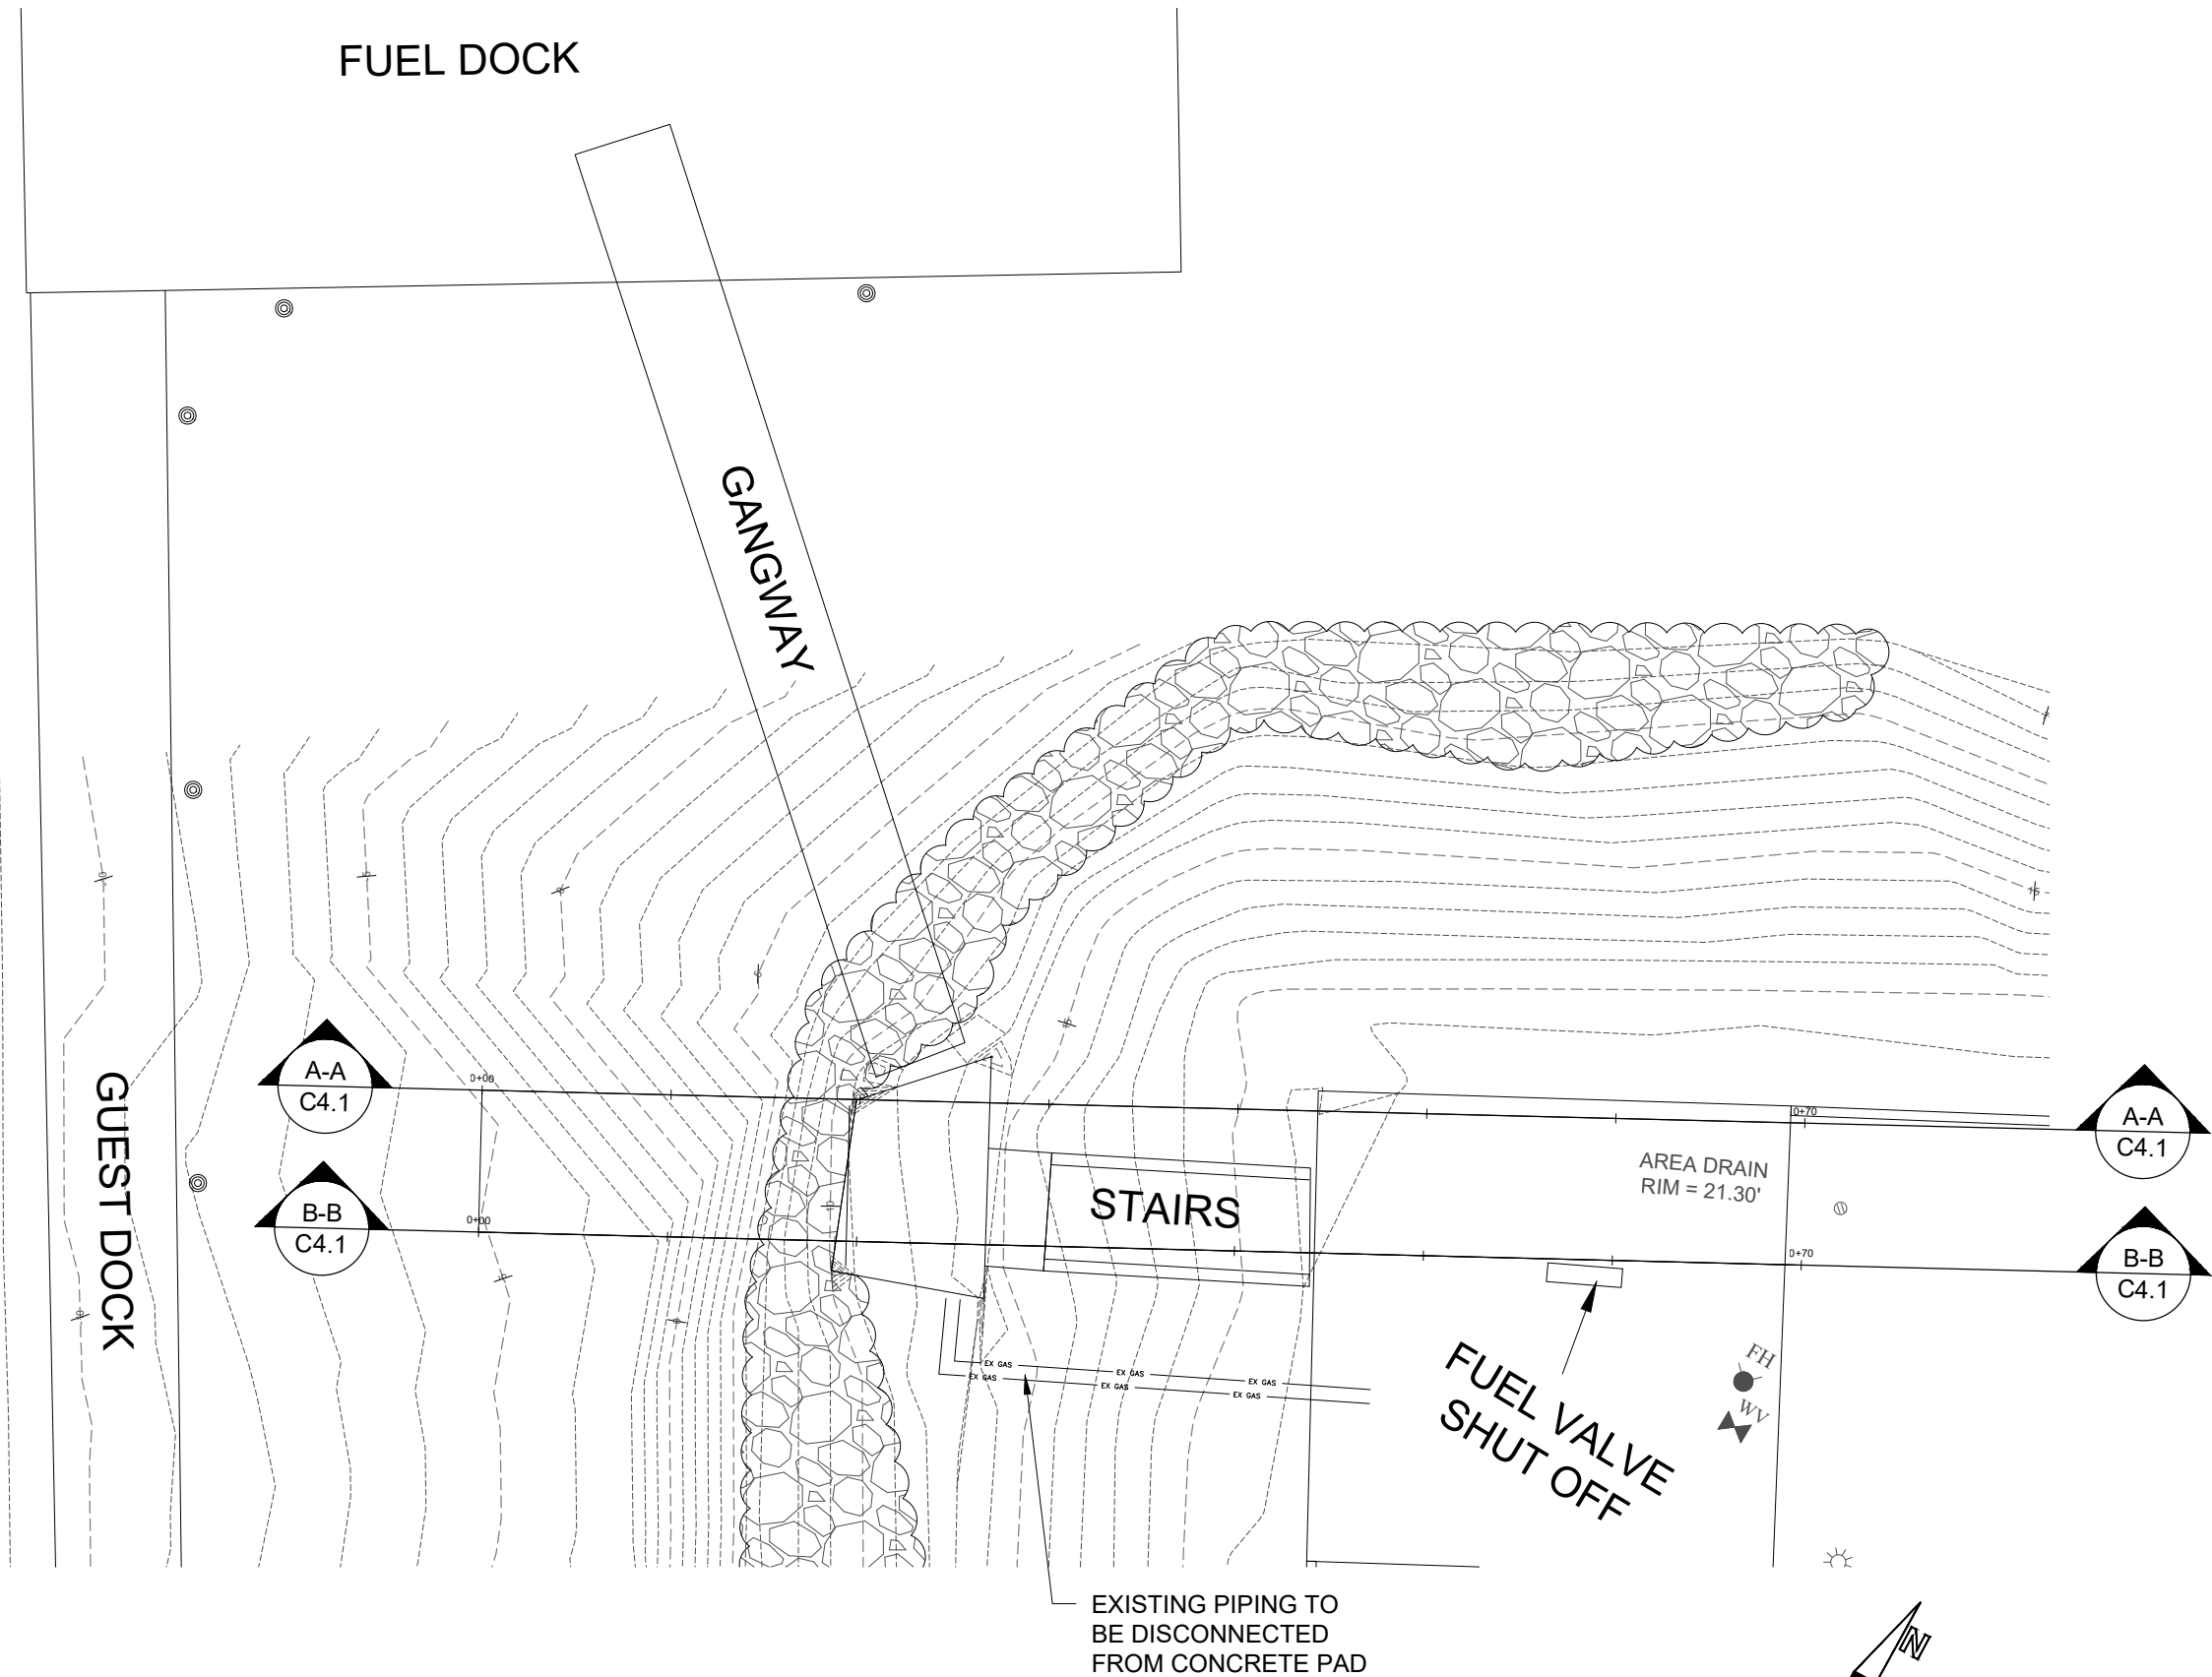 FUEL DOCK
GANGWAY
GUEST DOCK
A-A
C4.1
0+00
0+70
A-A
C4.1
B-B
C4.1
0+00
0+70
B-B
C4.1
STAIRS
AREA DRAIN
RIM = 21.30'
15
10
EX GAS
EX GAS
EX GAS
EX GAS
EX GAS
EX GAS
FUEL VALVE
SHUT OFF
FH
WV
EXISTING PIPING TO
BE DISCONNECTED
FROM CONCRETE PAD
N